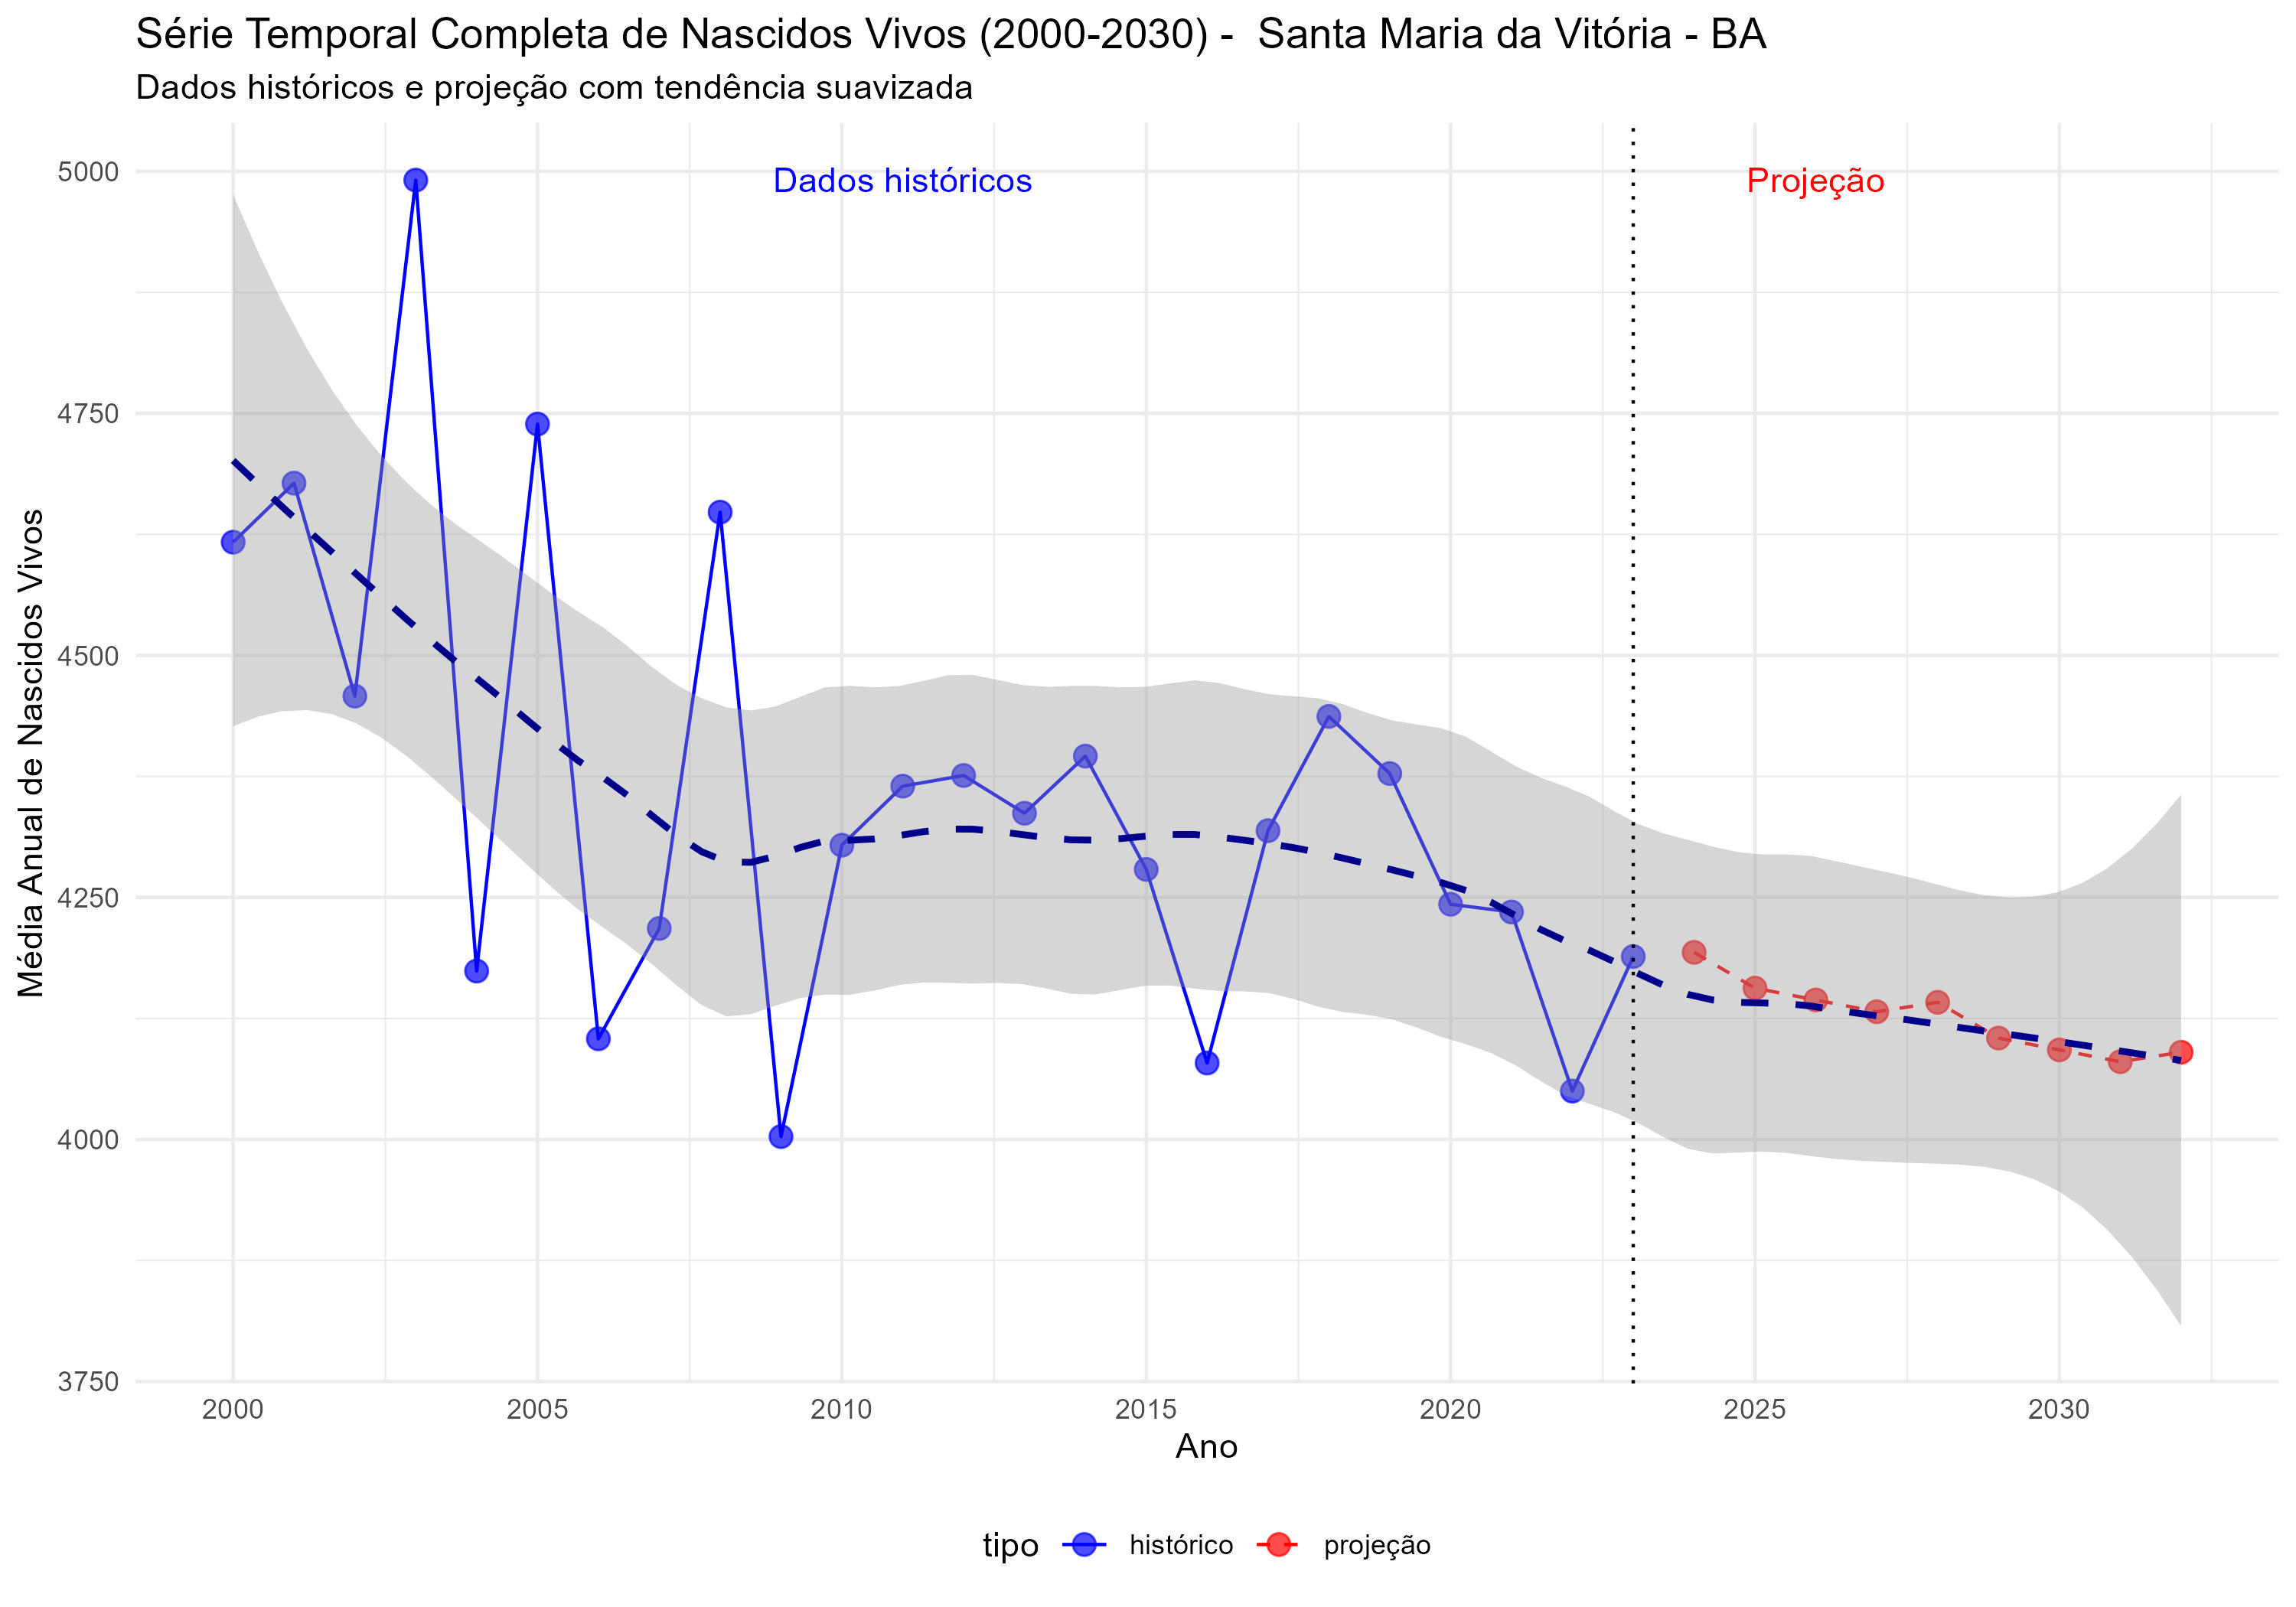 Série Temporal Completa de Nascidos Vivos (2000-2030) -  Santa Maria da Vitória - BA
Dados históricos e projeção com tendência suavizada
Dados históricos
Projeção
Média Anual de Nascidos Vivos
5000
4750
4500
4250
4000
3750
2000 2005 2010 2015 2020 2025 2030
Ano
tipo histórico projeção